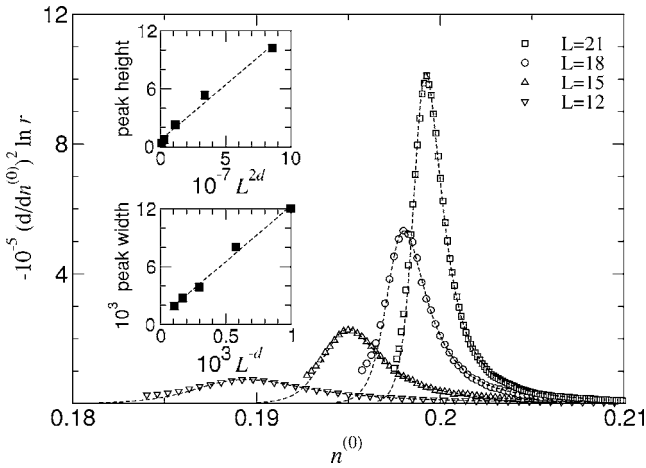 12
10
8
4
0.18
0.19
0.2
0.21
n^(0)
-10^-5 (d/dn^(0))^2 ln r
L=21
L=18
L=15
L=12
peak height
12
6
0
0
5
10
10^-7 L^2d
10^3 peak width
12
6
0
0
0.5
1
10^3 L^-d